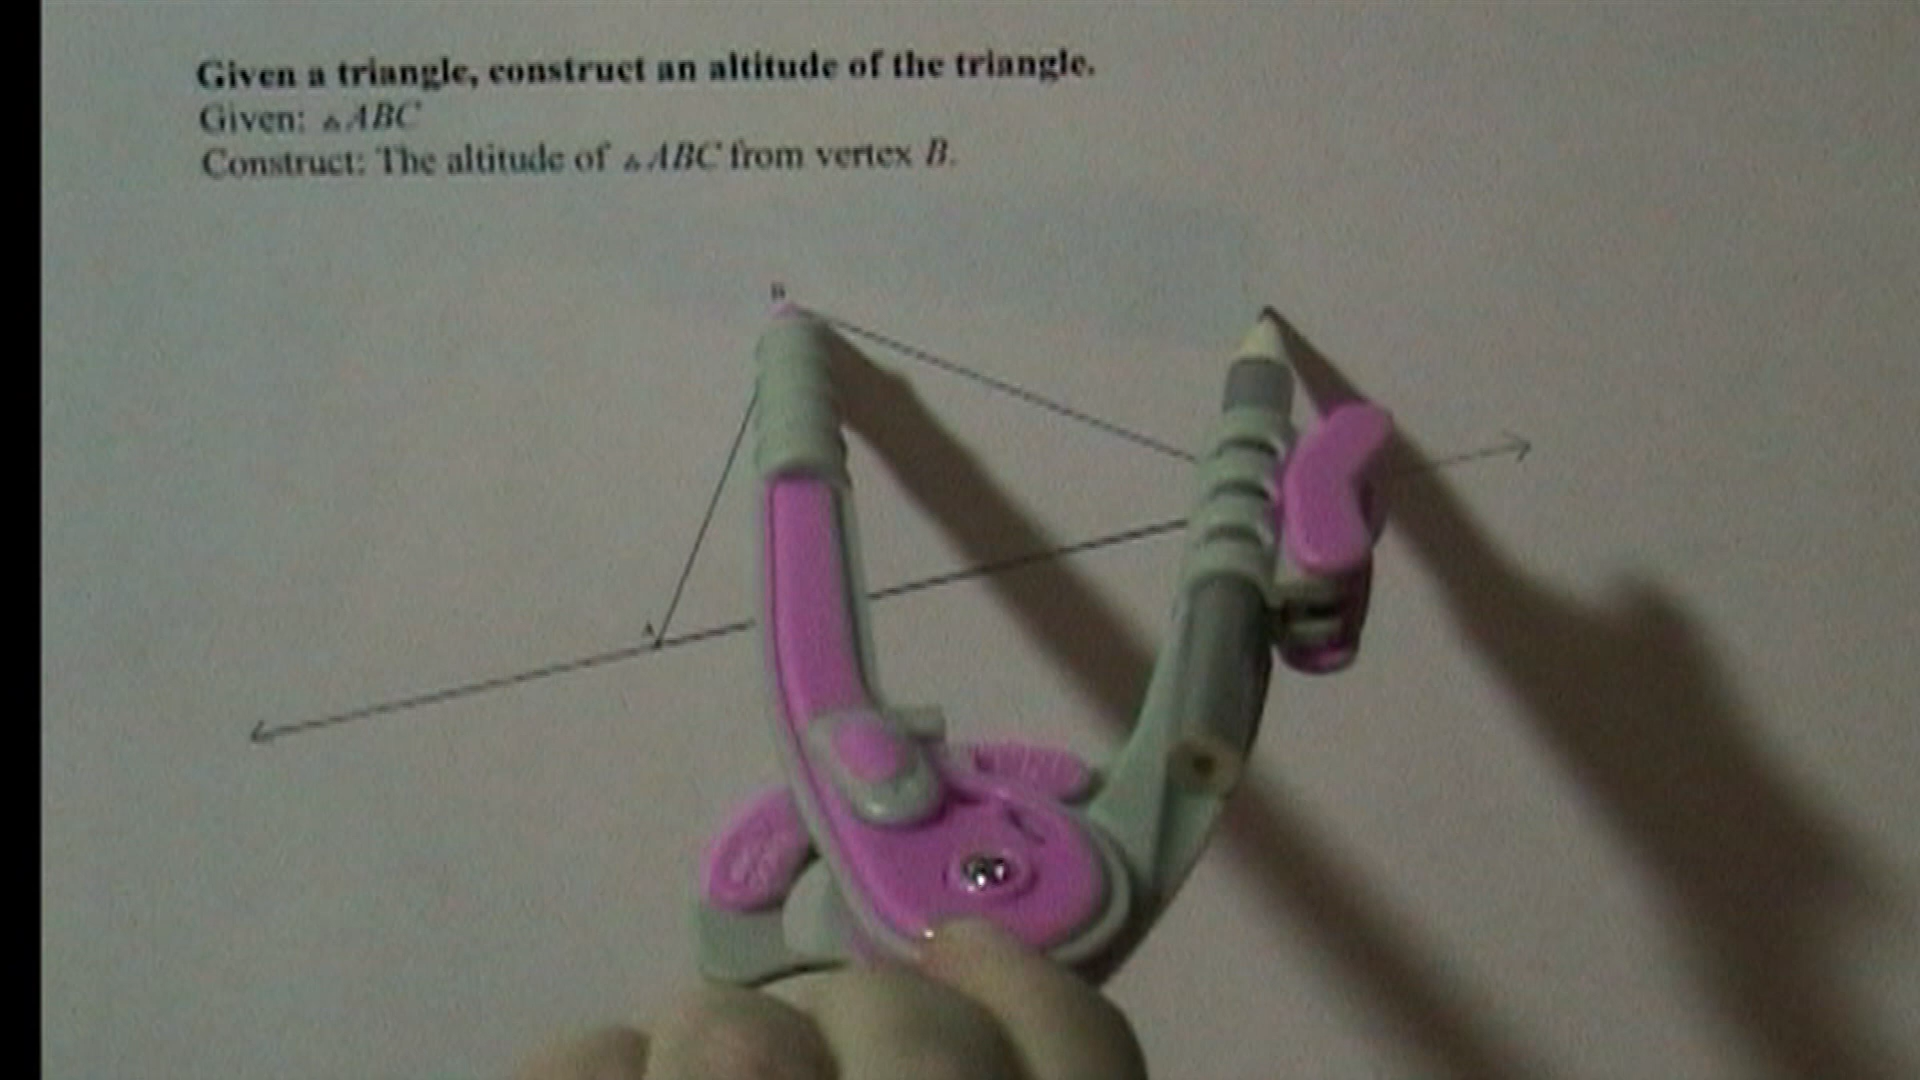 Given a triangle, construct an altitude of the triangle.
Given: △ABC
Construct: The altitude of △ABC from vertex B.
B
A